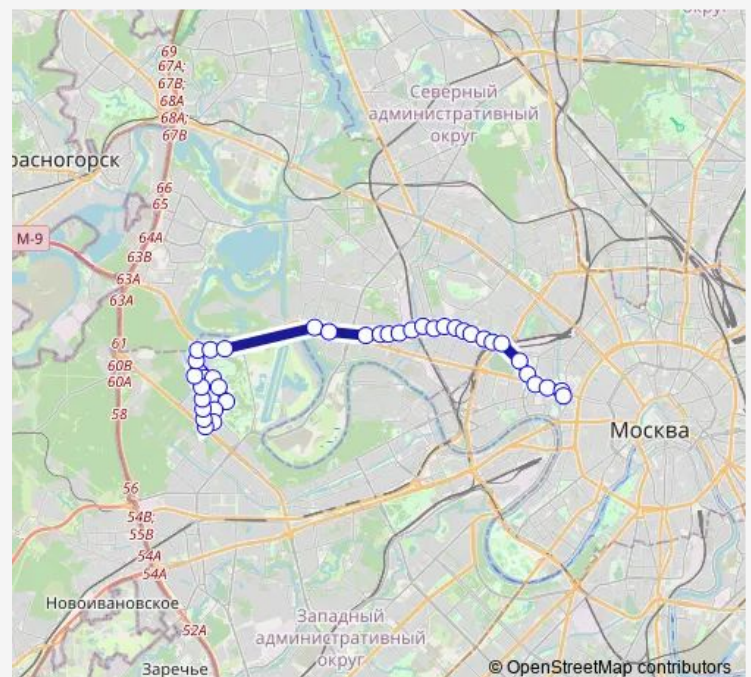 округ
69
67А;
67В;
68А
68А;
67В
Северный
административный
округ
расногорск
66
65
М-9
64А
63В
63А
63А
61
60В
60А
58
Москва
56
54В;
55В
54А
54А
Новоивановское
52А
Западный
административный
округ
Заречье
© OpenStreetMap contributors